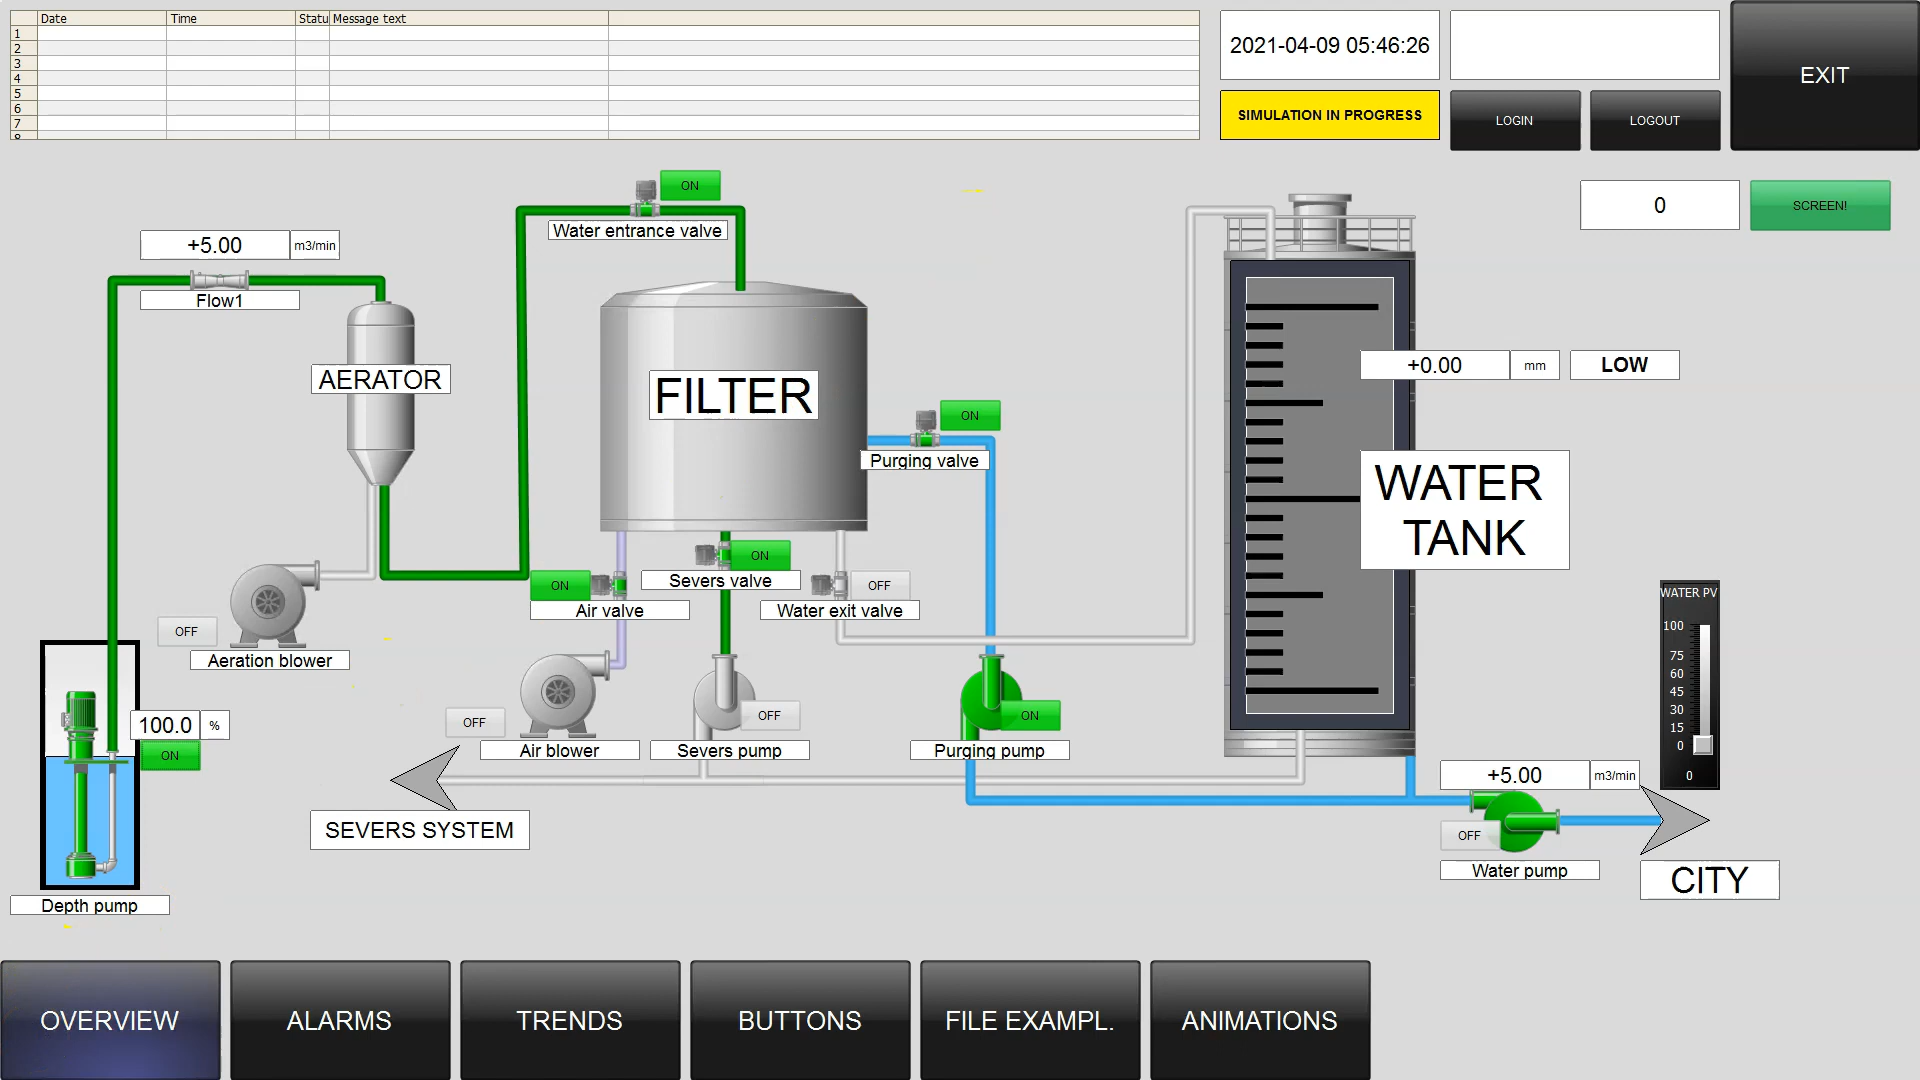 Date Time Statu Message text
1
2
3
4
5
6
7
8
2021-04-09 05:46:26
EXIT
SIMULATION IN PROGRESS
LOGIN
LOGOUT
0
SCREEN!
ON
Water entrance valve
+5.00 m3/min
Flow1
AERATOR
FILTER
+0.00 mm LOW
ON
Purging valve
WATER
TANK
ON
Severs valve
ON
Air valve
OFF
Water exit valve
OFF
Aeration blower
WATER PV
100
75
60
45
30
15
0
0
100.0 %
ON
OFF
Air blower
OFF
Severs pump
ON
Purging pump
+5.00 m3/min
OFF
Water pump
SEVERS SYSTEM
CITY
Depth pump
OVERVIEW
ALARMS
TRENDS
BUTTONS
FILE EXAMPL.
ANIMATIONS